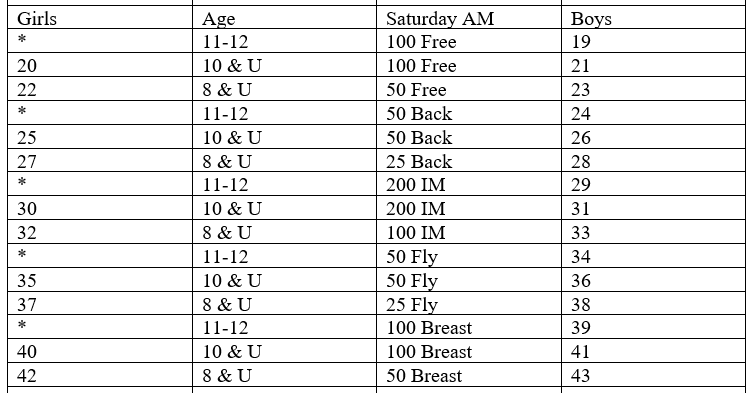 Girls Age Saturday AM Boys
* 11-12 100 Free 19
20 10 & U 100 Free 21
22 8 & U 50 Free 23
* 11-12 50 Back 24
25 10 & U 50 Back 26
27 8 & U 25 Back 28
* 11-12 200 IM 29
30 10 & U 200 IM 31
32 8 & U 100 IM 33
* 11-12 50 Fly 34
35 10 & U 50 Fly 36
37 8 & U 25 Fly 38
* 11-12 100 Breast 39
40 10 & U 100 Breast 41
42 8 & U 50 Breast 43